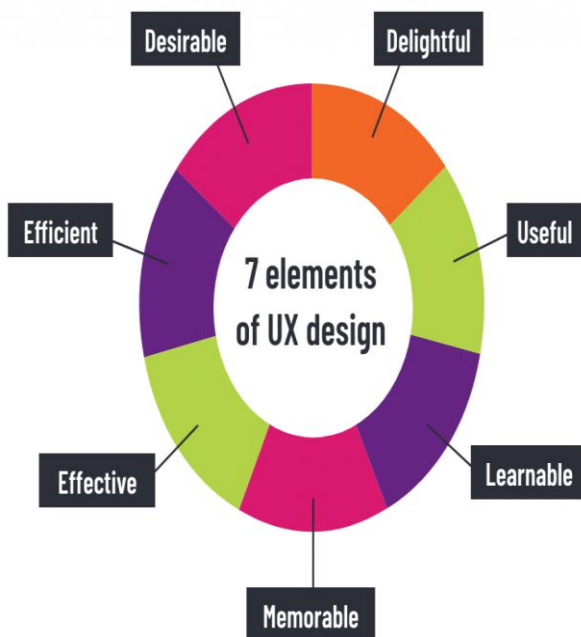 Desirable
Delightful
Efficient
Useful
7 elements
of UX design
Effective
Learnable
Memorable